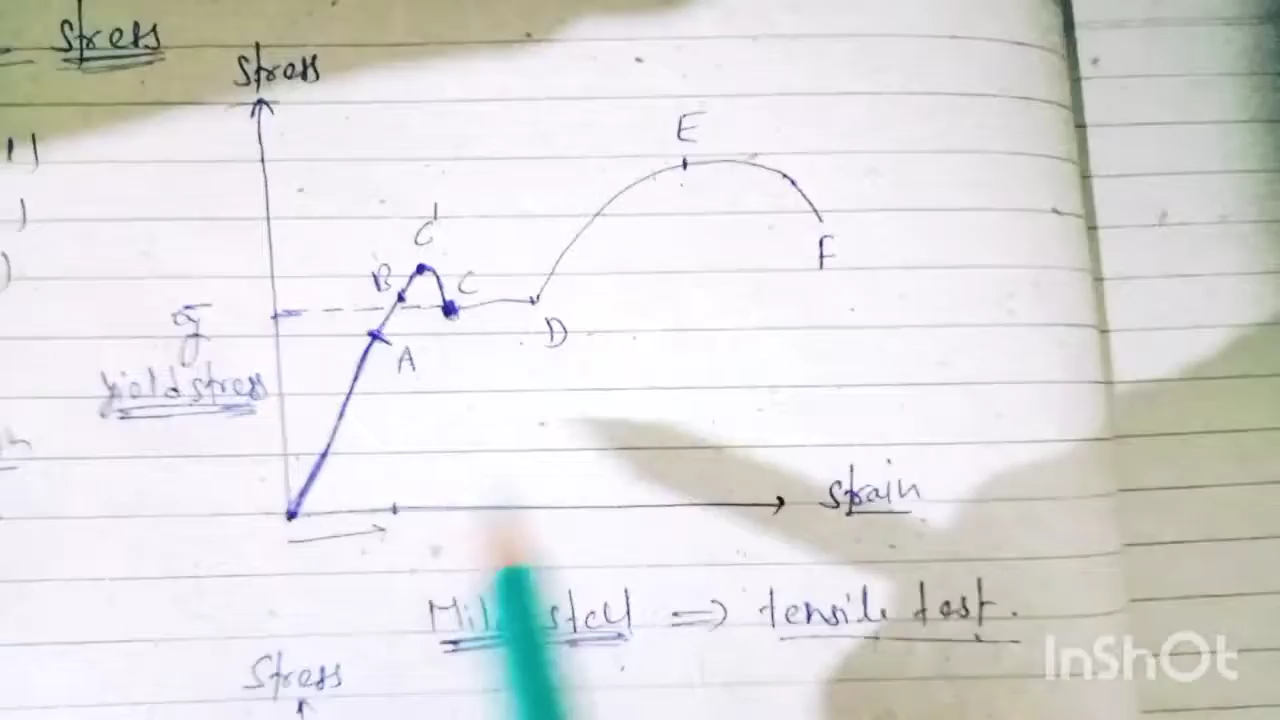 Stress
Stress
E
C'
F
B
C
σy
A
D
yield stress
Strain
Mild steel => tensile test.
Stress
InShOt